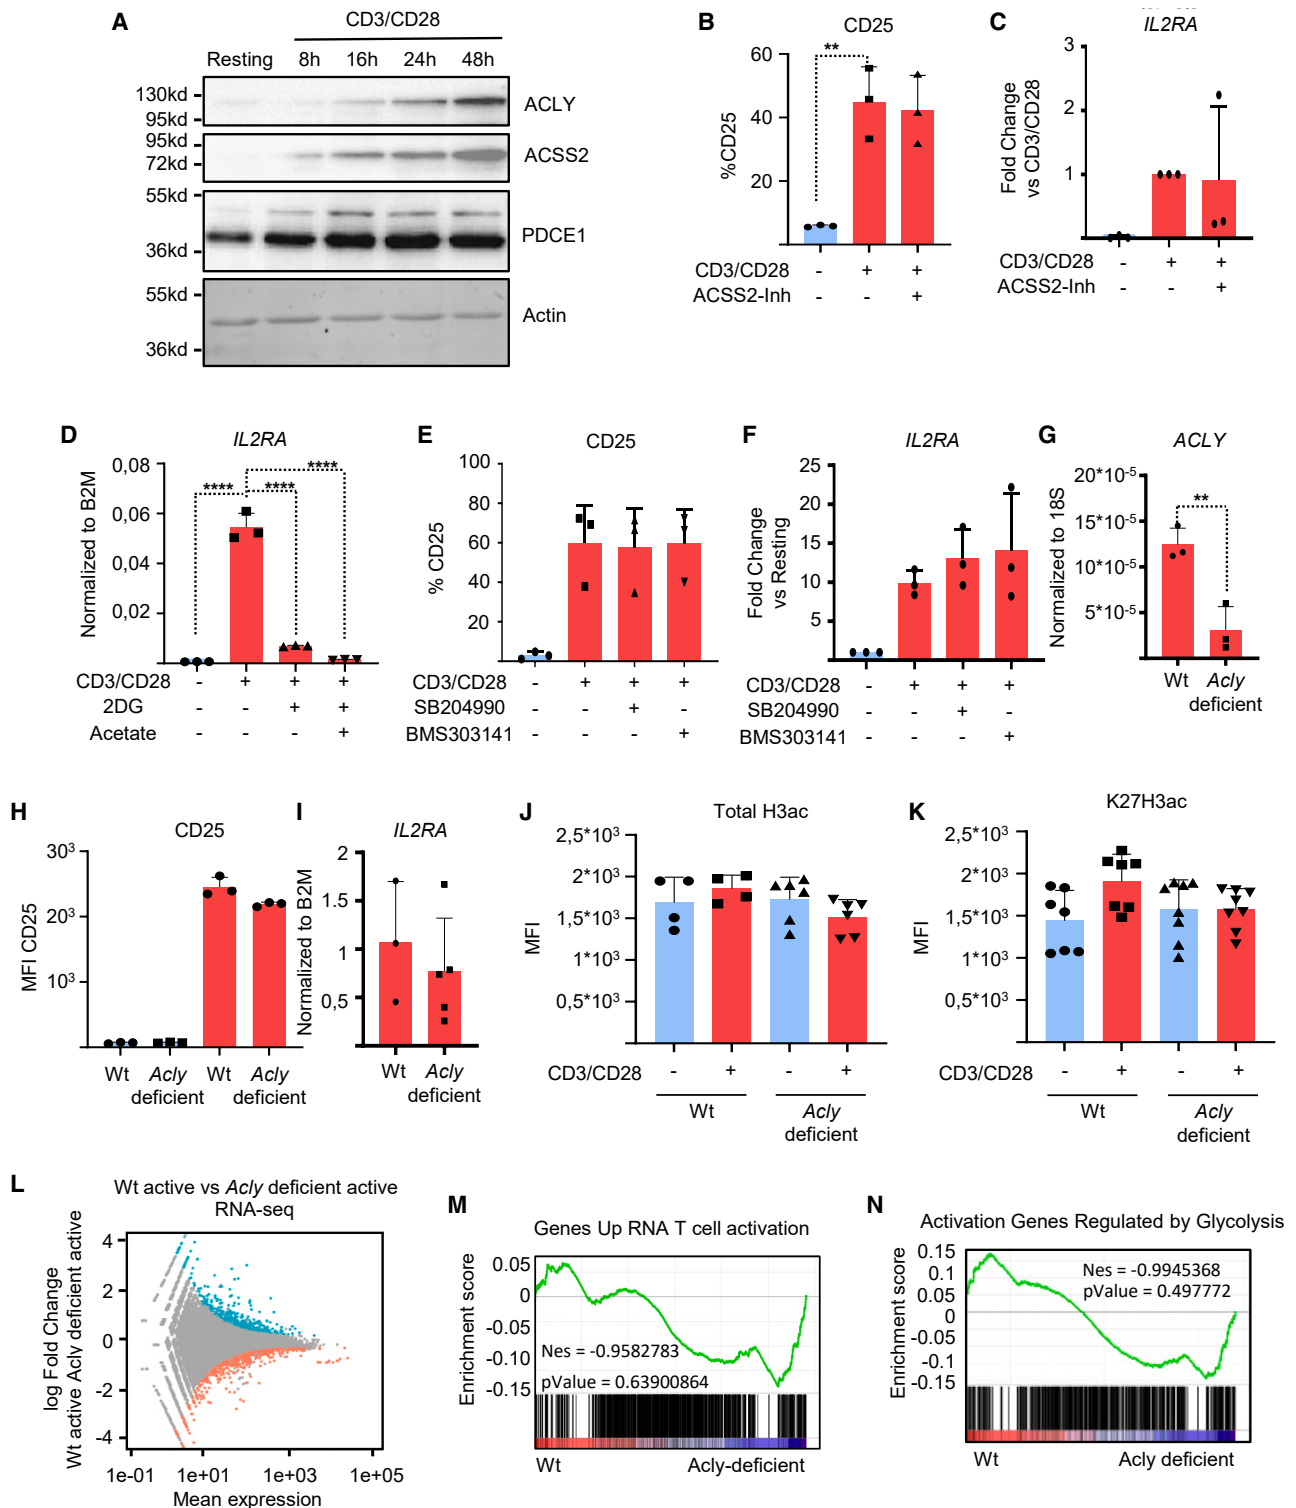 A
CD3/CD28
Resting 8h 16h 24h 48h
130kd
95kd
ACLY
95kd
72kd
ACSS2
55kd
36kd
PDCE1
55kd
36kd
Actin
B
CD25
**
%CD25
60
40
20
CD3/CD28 - + +
ACSS2-Inh - - +
C
IL2RA
Fold Change
vs CD3/CD28
3
2
1
CD3/CD28 - + +
ACSS2-Inh - - +
D
IL2RA
Normalized to B2M
0,08
0,06
0,04
0,02
**** **** ****
CD3/CD28 - + + +
2DG - - + +
Acetate - - - +
E
CD25
% CD25
100
80
60
40
20
CD3/CD28 - + + +
SB204990 - - + -
BMS303141 - - - +
F
IL2RA
Fold Change
vs Resting
25
20
15
10
5
CD3/CD28 - + + +
SB204990 - - + -
BMS303141 - - - +
G
ACLY
Normalized to 18S
20*10-5
15*10-5
10*10-5
5*10-5
**
Wt Acly
deficient
H
CD25
MFI CD25
30³
20³
10³
Wt Acly Wt Acly
deficient deficient
I
IL2RA
Normalized to B2M
2
1,5
1
0,5
Wt Acly
deficient
J
Total H3ac
MFI
2,5*10³
2*10³
1,5*10³
1*10³
0,5*10³
CD3/CD28 - + - +
Wt Acly
deficient
K
K27H3ac
MFI
2,5*10³
2*10³
1,5*10³
1*10³
0,5*10³
CD3/CD28 - + - +
Wt Acly
deficient
L
Wt active vs Acly deficient active
RNA-seq
log Fold Change
Wt active Acly deficient active
4
2
0
-2
-4
1e-01 1e+01 1e+03 1e+05
Mean expression
M
Genes Up RNA T cell activation
Enrichment score
0.05
0
-0.05
-0.10
-0.15
Nes = -0.9582783
pValue = 0.63900864
Wt Acly-deficient
N
Activation Genes Regulated by Glycolysis
Enrichment score
0.15
0.1
0.05
0
-0.05
-0.1
-0.15
Nes = -0.9945368
pValue = 0.497772
Wt Acly deficient